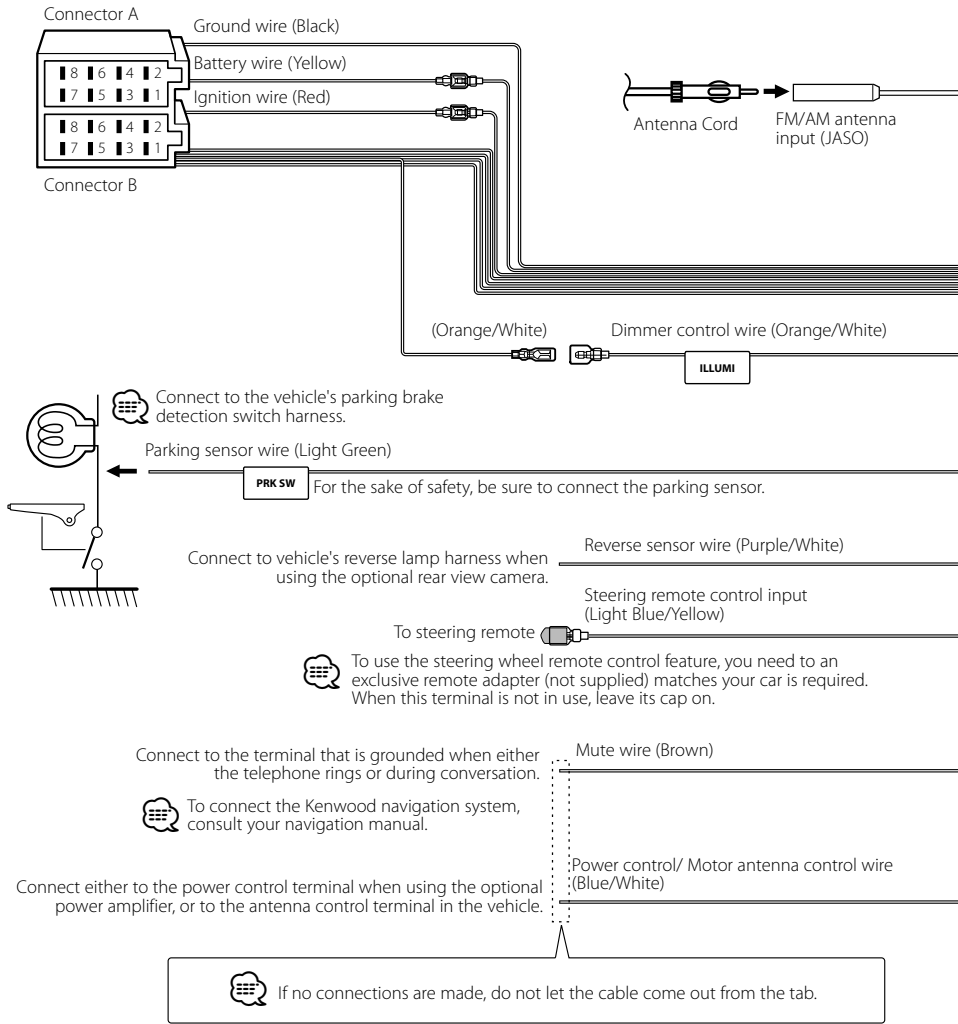 Connector A
Ground wire (Black)
Battery wire (Yellow)
Ignition wire (Red)
8 6 4 2
7 5 3 1
8 6 4 2
7 5 3 1
Connector B
Antenna Cord
FM/AM antenna
input (JASO)
(Orange/White)
Dimmer control wire (Orange/White)
ILLUMI
Connect to the vehicle's parking brake
detection switch harness.
Parking sensor wire (Light Green)
PRK SW
For the sake of safety, be sure to connect the parking sensor.
Connect to vehicle's reverse lamp harness when
using the optional rear view camera.
Reverse sensor wire (Purple/White)
Steering remote control input
(Light Blue/Yellow)
To steering remote
To use the steering wheel remote control feature, you need to an
exclusive remote adapter (not supplied) matches your car is required.
When this terminal is not in use, leave its cap on.
Connect to the terminal that is grounded when either
the telephone rings or during conversation.
Mute wire (Brown)
To connect the Kenwood navigation system,
consult your navigation manual.
Power control/ Motor antenna control wire
(Blue/White)
Connect either to the power control terminal when using the optional
power amplifier, or to the antenna control terminal in the vehicle.
If no connections are made, do not let the cable come out from the tab.